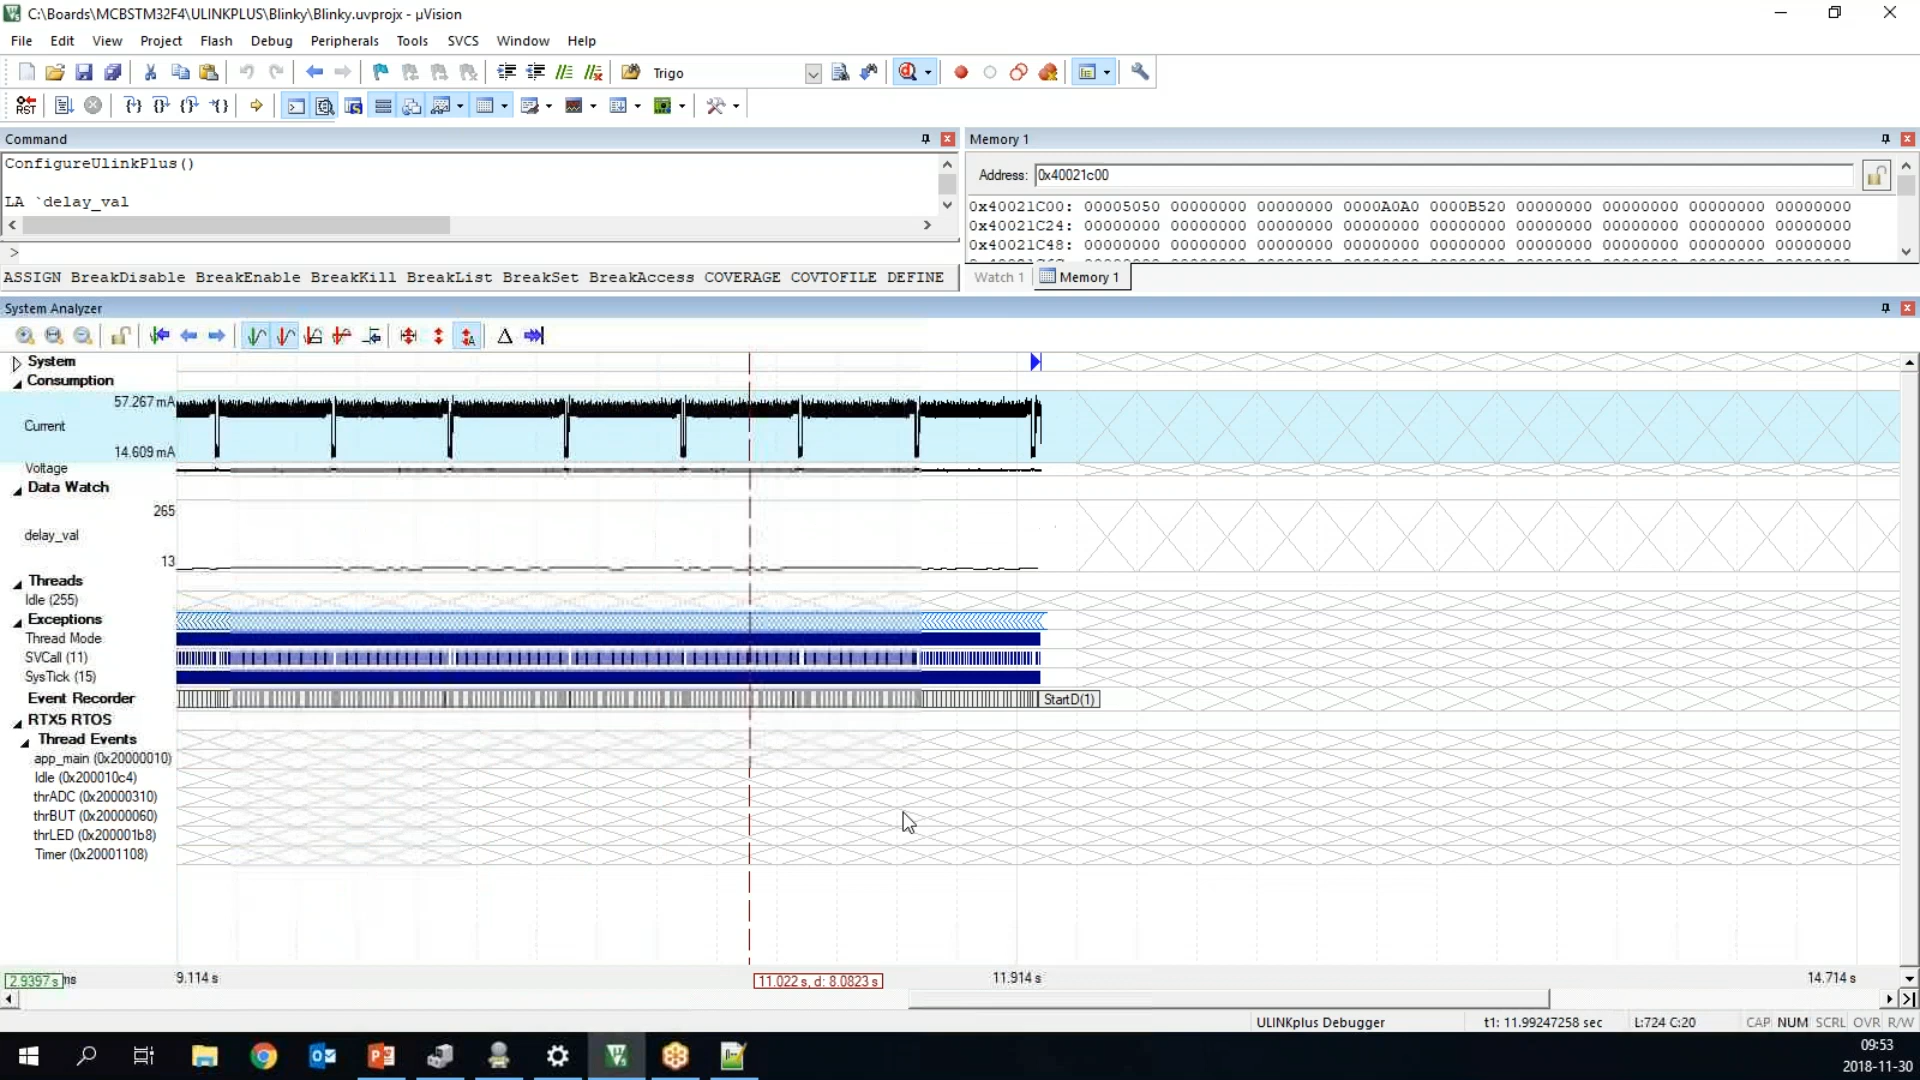 C:\Boards\MCBSTM32F4\ULINKPLUS\Blinky\Blinky.uvprojx - µVision
File Edit View Project Flash Debug Peripherals Tools SVCS Window Help
Trigo
RST
Command
ConfigureUlinkPlus()
LA `delay_val
>
ASSIGN BreakDisable BreakEnable BreakKill BreakList BreakSet BreakAccess COVERAGE COVTOFILE DEFINE
Memory 1
Address: 0x40021c00
0x40021C00: 00005050 00000000 00000000 0000A0A0 0000B520 00000000 00000000 00000000 00000000
0x40021C24: 00000000 00000000 00000000 00000000 00000000 00000000 00000000 00000000 00000000
0x40021C48: 00000000 00000000 00000000 00000000 00000000 00000000 00000000 00000000 00000000
Watch 1 Memory 1
System Analyzer
System
Consumption
57.267 mA
Current
14.609 mA
Voltage
Data Watch
265
delay_val
13
Threads
Idle (255)
Exceptions
Thread Mode
SVCall (11)
SysTick (15)
Event Recorder
StartD(1)
RTX5 RTOS
Thread Events
app_main (0x20000010)
Idle (0x200010c4)
thrADC (0x20000310)
thrBUT (0x20000060)
thrLED (0x200001b8)
Timer (0x20001108)
2.9397 s ms 9.114 s 11.022 s, d: 8.0823 s 11.914 s 14.714 s
ULINKplus Debugger t1: 11.99247258 sec L:724 C:20 CAP NUM SCRL OVR R/W
09:53
2018-11-30